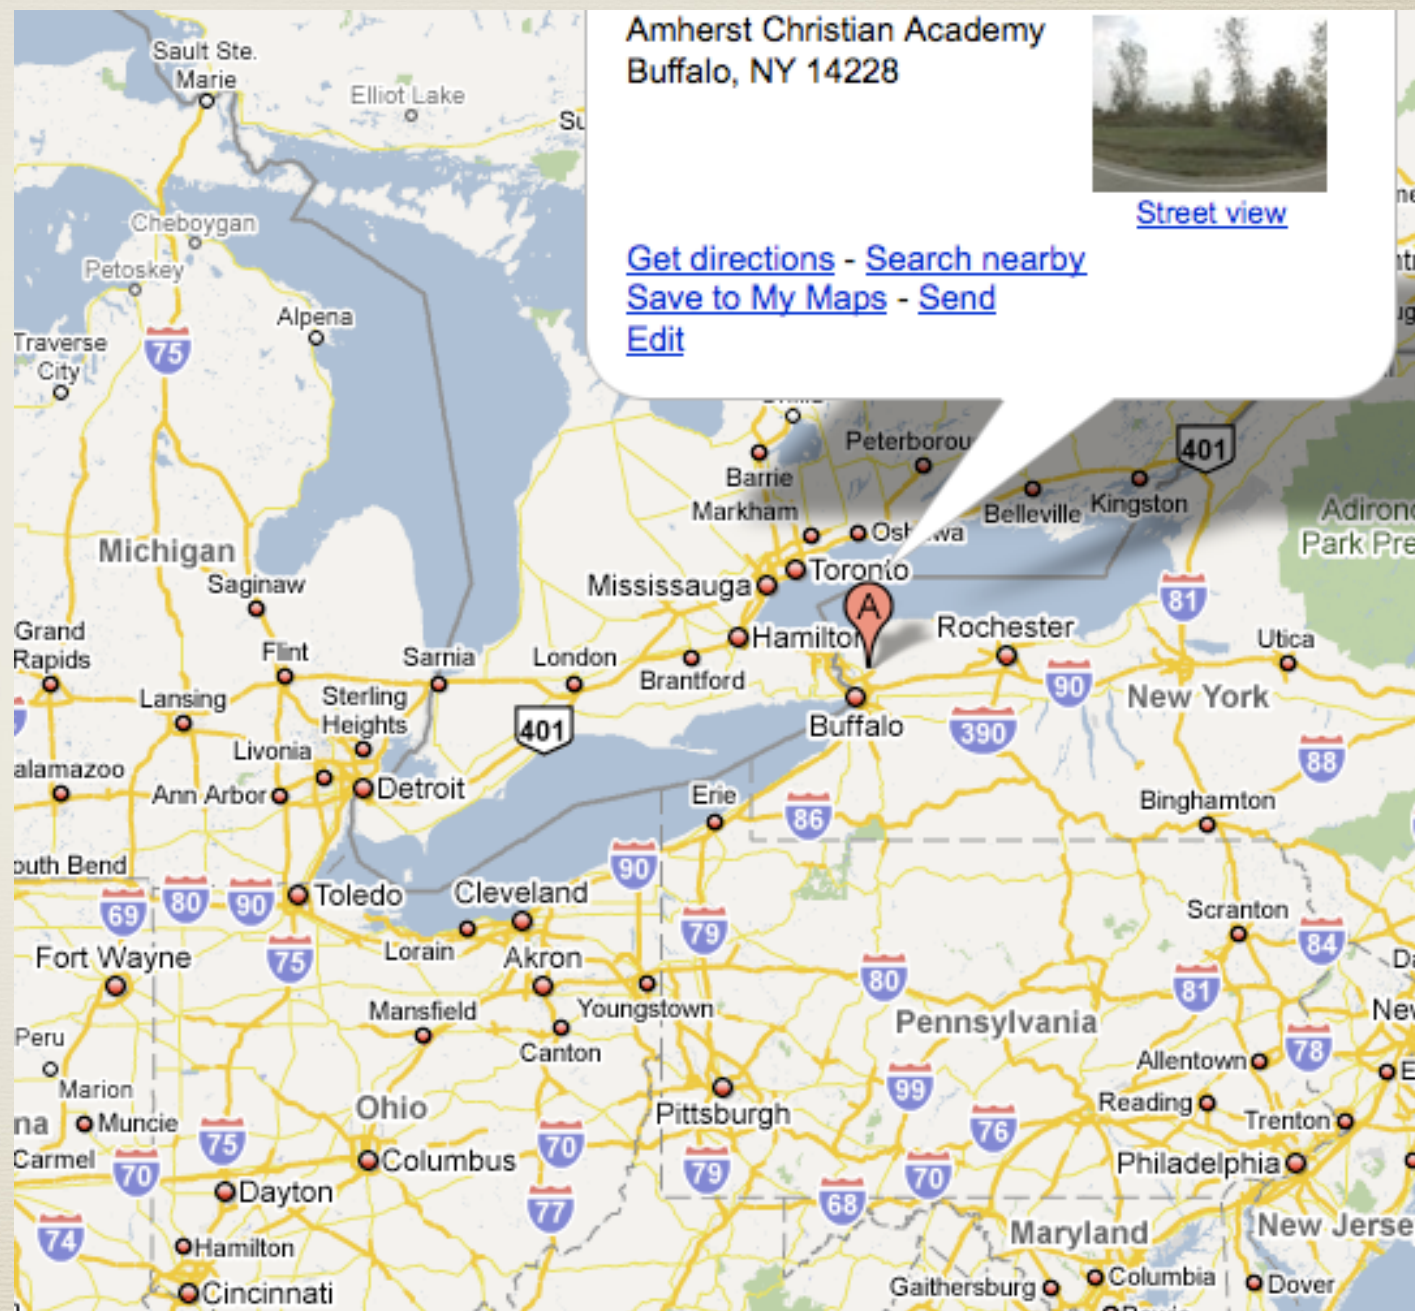 Amherst Christian Academy
Buffalo, NY 14228
Street view
Get directions - Search nearby
Save to My Maps - Send
Edit
Sault Ste.
Marie
Elliot Lake
Cheboygan
Petoskey
Alpena
75
Traverse
City
Barrie
Peterborou
401
Markham
Oshawa
Belleville
Kingston
Michigan
Saginaw
Mississauga
Toronto
A
81
Grand
Rapids
Flint
Sarnia
London
Hamilton
Rochester
Utica
Brantford
90
New York
Lansing
Sterling
Heights
401
Buffalo
390
Livonia
88
alamazoo
Ann Arbor
Detroit
Erie
86
Binghamton
outh Bend
90
69
80
90
Toledo
Cleveland
Scranton
79
84
Fort Wayne
75
Lorain
Akron
80
81
Mansfield
Youngstown
Pennsylvania
Peru
Canton
78
Allentown
Marion
99
Ohio
Pittsburgh
Reading
Muncie
75
70
76
Trenton
Carmel
70
Columbus
79
70
Philadelphia
Dayton
77
68
74
Maryland
New Jerse
Hamilton
Gaithersburg
Columbia
Dover
Cincinnati